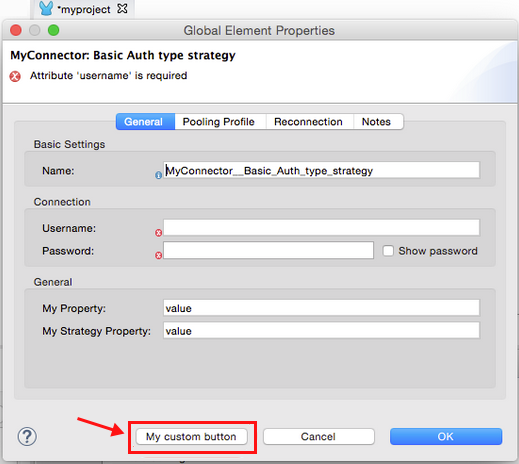 *myproject
Global Element Properties
MyConnector: Basic Auth type strategy
Attribute 'username' is required
General Pooling Profile Reconnection Notes
Basic Settings
Name: MyConnector__Basic_Auth_type_strategy
Connection
Username:
Password: Show password
General
My Property: value
My Strategy Property: value
? My custom button Cancel OK